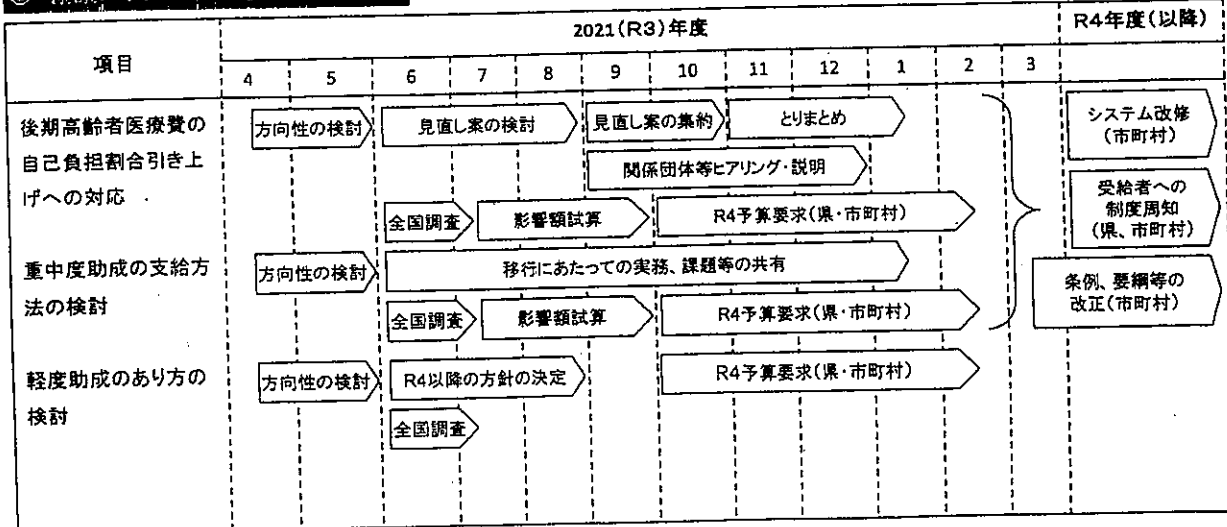 2021(R3)年度
R4年度(以降)
項目
4 5 6 7 8 9 10 11 12 1 2 3
後期高齢者医療費の
自己負担割合引き上
げへの対応
方向性の検討
見直し案の検討
見直し案の集約
とりまとめ
関係団体等ヒアリング・説明
全国調査
影響額試算
R4予算要求(県・市町村)
重中度助成の支給方
法の検討
方向性の検討
移行にあたっての実務、課題等の共有
全国調査
影響額試算
R4予算要求(県・市町村)
軽度助成のあり方の
検討
方向性の検討
R4以降の方針の決定
R4予算要求(県・市町村)
全国調査
システム改修
(市町村)
受給者への
制度周知
(県、市町村)
条例、要綱等の
改正(市町村)